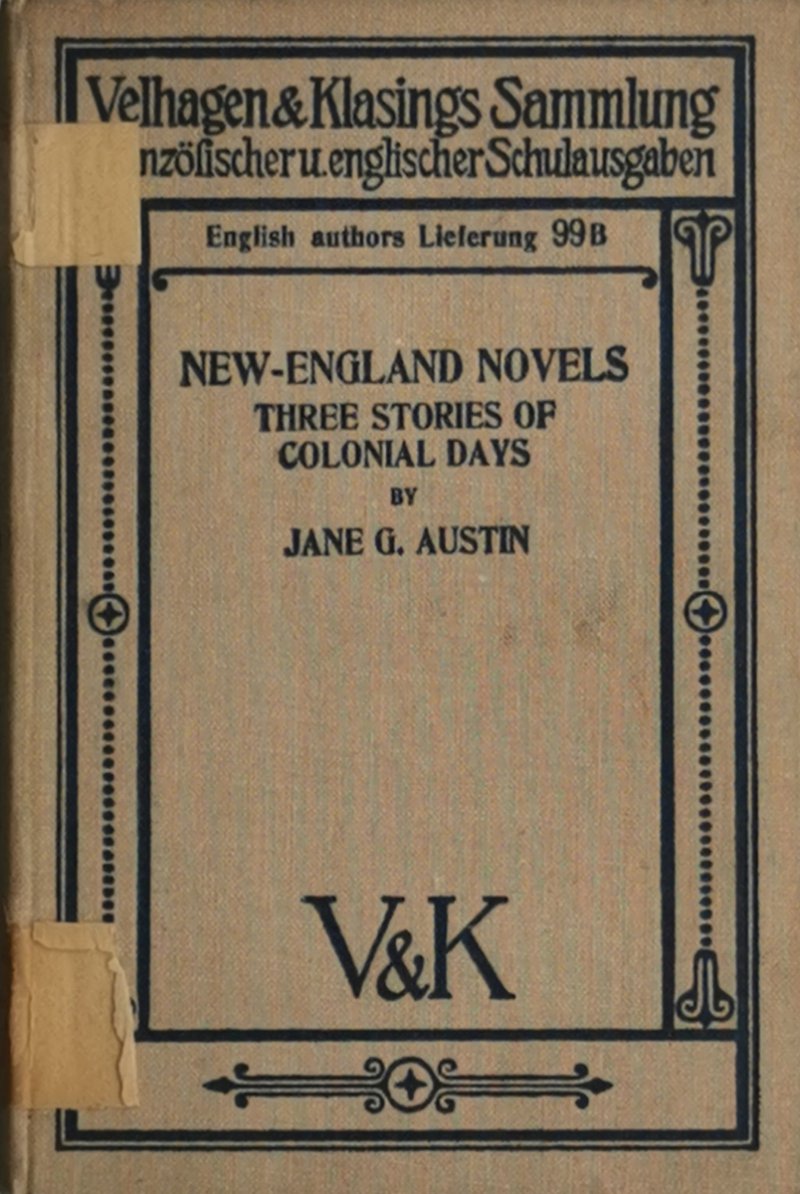 Velhagen & Klasings Sammlung
nzösischer u. englischer Schulausgaben
English authors Lieferung 99 B
NEW-ENGLAND NOVELS
THREE STORIES OF
COLONIAL DAYS
BY
JANE G. AUSTIN
V&K